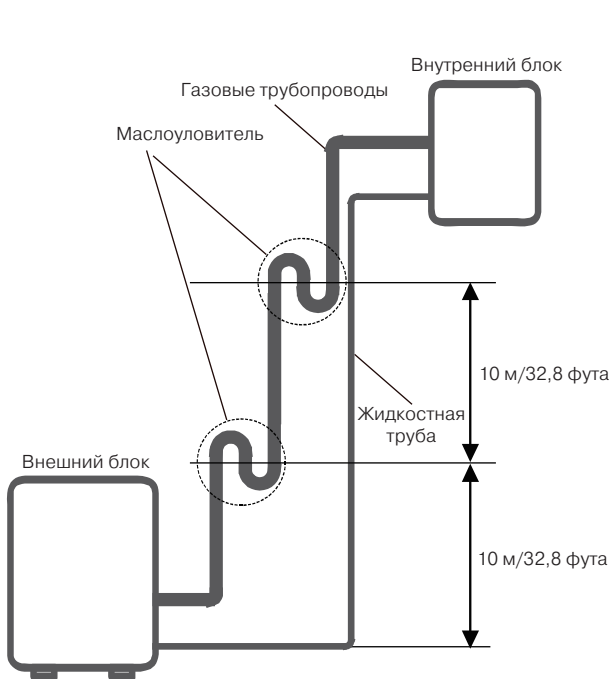 Внутренний блок
Газовые трубопроводы
Маслоуловитель
10 м/32,8 фута
Жидкостная
труба
Внешний блок
10 м/32,8 фута